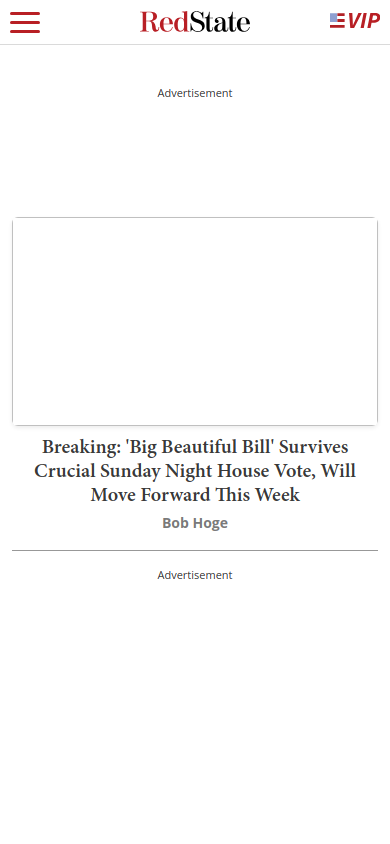 RedState
VIP
Advertisement
Breaking: 'Big Beautiful Bill' Survives
Crucial Sunday Night House Vote, Will
Move Forward This Week
Bob Hoge
Advertisement